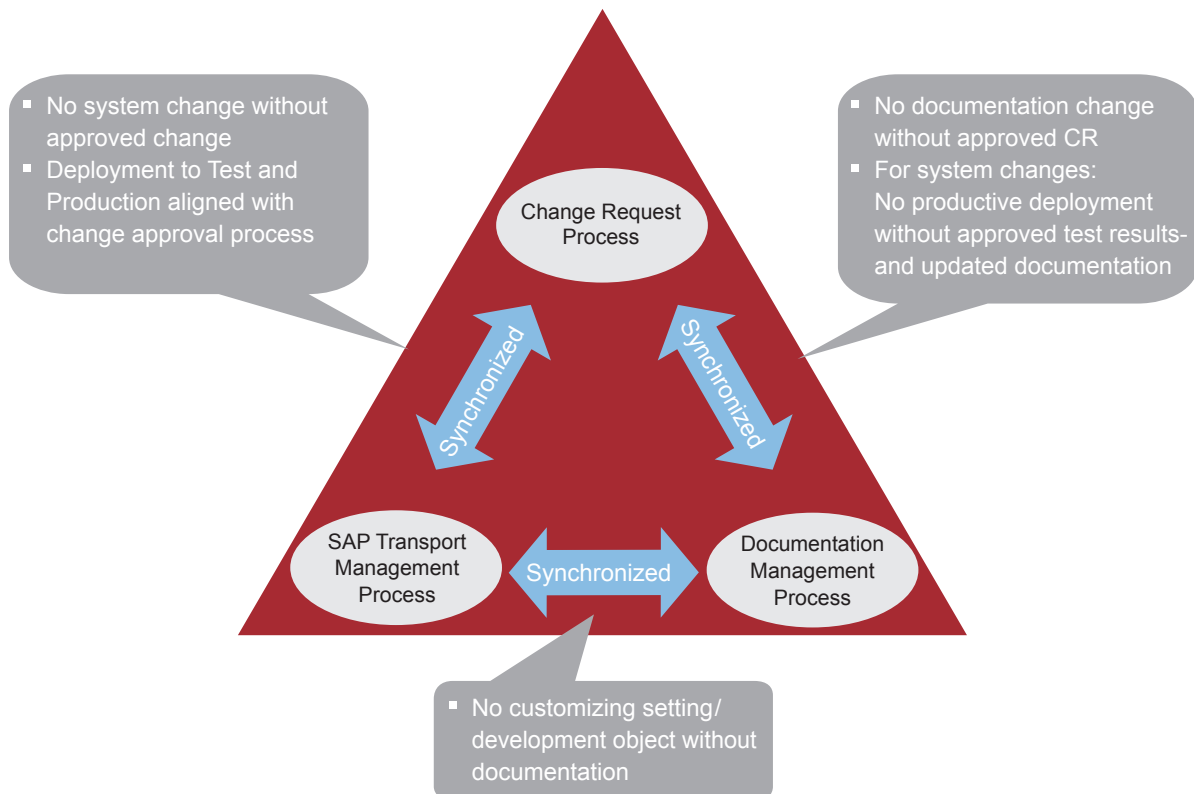 ▪ No system change without
approved change
▪ Deployment to Test and
Production aligned with
change approval process
▪ No documentation change
without approved CR
▪ For system changes:
No productive deployment
without approved test results-
and updated documentation
Change Request
Process
Synchronized
Synchronized
SAP Transport
Management
Process
Synchronized
Documentation
Management
Process
▪ No customizing setting/
development object without
documentation